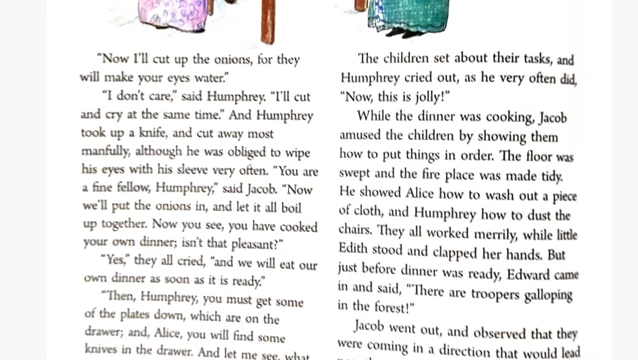 "Now I'll cut up the onions, for they
will make your eyes water."
"I don't care," said Humphrey. "I'll cut
and cry at the same time." And Humphrey
took up a knife, and cut away most
manfully, although he was obliged to wipe
his eyes with his sleeve very often. "You are
a fine fellow, Humphrey," said Jacob. "Now
we'll put the onions in, and let it all boil
up together. Now you see, you have cooked
your own dinner; isn't that pleasant?"
"Yes," they all cried, "and we will eat our
own dinner as soon as it is ready."
"Then, Humphrey, you must get some
of the plates down, which are on the
drawer; and, Alice, you will find some
knives in the drawer. And let me see, what
The children set about their tasks, and
Humphrey cried out, as he very often did,
"Now, this is jolly!"
While the dinner was cooking, Jacob
amused the children by showing them
how to put things in order. The floor was
swept and the fire place was made tidy.
He showed Alice how to wash out a piece
of cloth, and Humphrey how to dust the
chairs. They all worked merrily, while little
Edith stood and clapped her hands. But
just before dinner was ready, Edward came
in and said, "There are troopers galloping
in the forest!"
Jacob went out, and observed that they
were coming in a direction that would lead